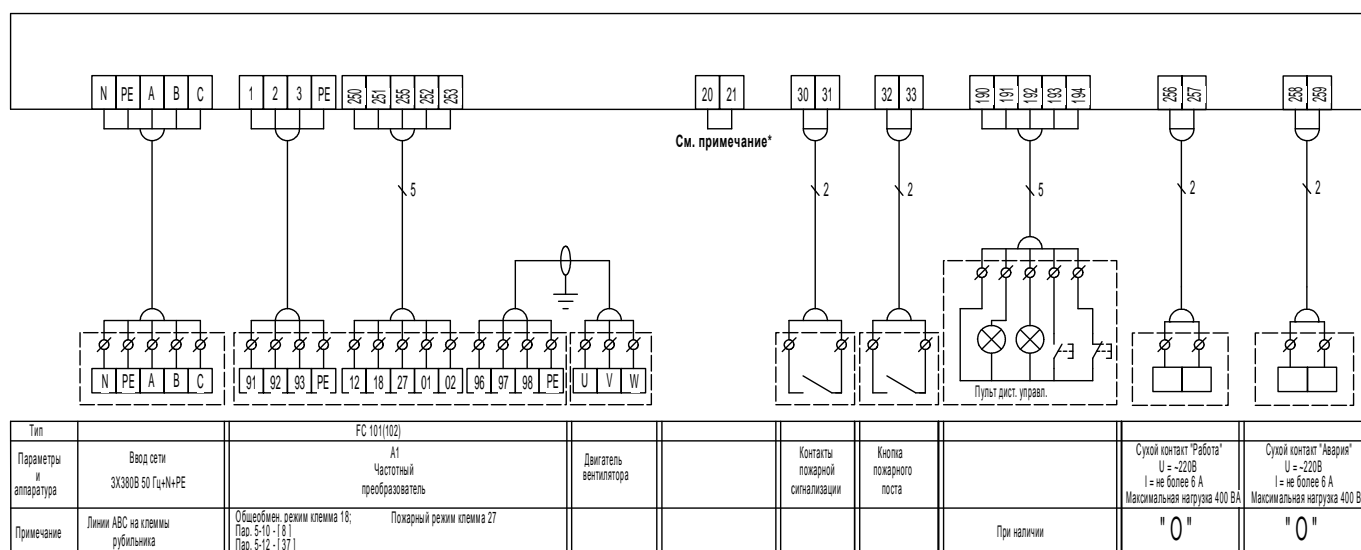 N PE A B C 1 2 3 PE 250 251 255 252 253 20 21 30 31 32 33 190 191 192 193 194 256 257 258 259
См. примечание*
5 2 2 5 2 2
N PE A B C 91 92 93 PE 12 18 27 01 02 96 97 98 PE U V W
Пульт дист. управл.
Тип
FC 101(102)
Параметры
и
аппаратура
Ввод сети
3X380В 50 Гц+N+PE
A1
Частотный
преобразователь
Двигатель
вентилятора
Контакты
пожарной
сигнализации
Кнопка
пожарного
поста
Сухой контакт "Работа"
U = ~220В
I = не более 6 А
Максимальная нагрузка 400 ВА
Сухой контакт "Авария"
U = ~220В
I = не более 6 А
Максимальная нагрузка 400 В
Примечание
Линии АВС на клеммы
рубильника
Общеобмен. режим клемма 18;
Пар. 5-10 - [ 8 ]
Пар. 5-12 - [ 37 ]
Пожарный режим клемма 27
При наличии
" O "
" O "